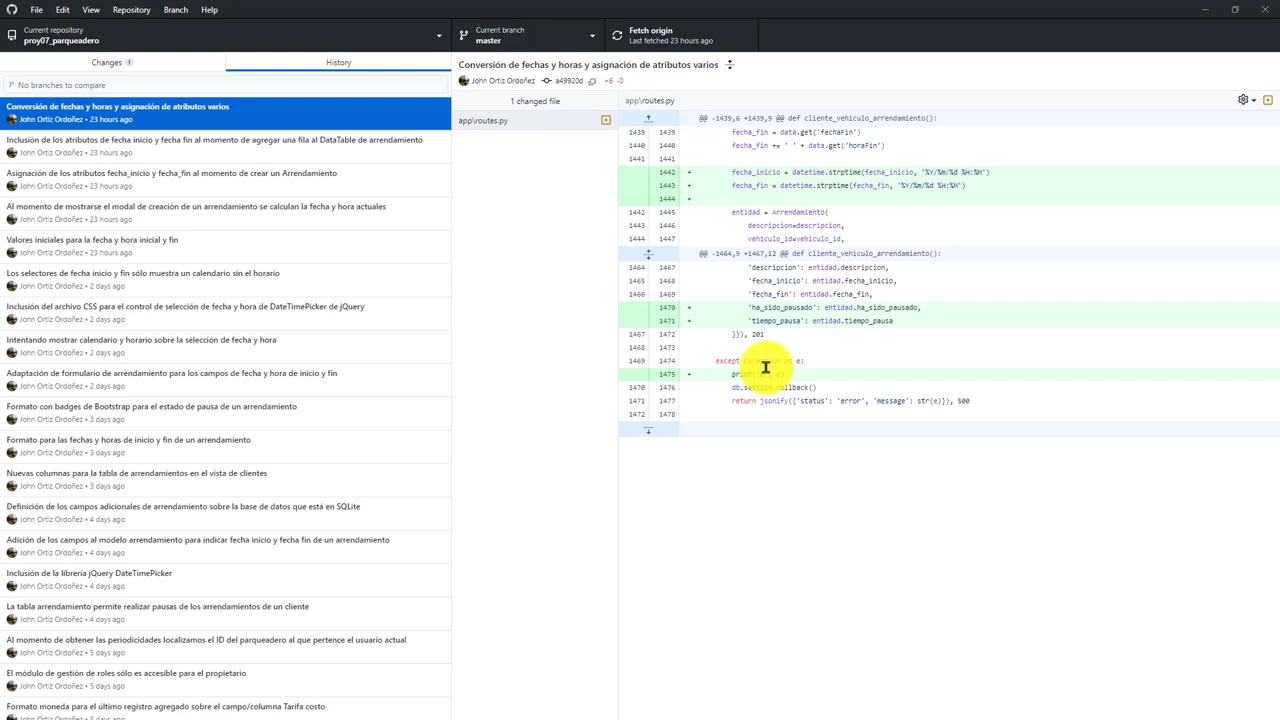 File Edit View Repository Branch Help
Current repository
proy07_parqueadero
Current branch
master
Fetch origin
Last fetched 23 hours ago
Changes 1
History
No branches to compare
Conversión de fechas y horas y asignación de atributos varios
John Ortiz Ordoñez • 23 hours ago
Inclusión de los atributos de fecha inicio y fecha fin al momento de agregar una fila al DataTable de arrendamiento
John Ortiz Ordoñez • 23 hours ago
Asignación de los atributos fecha_inicio y fecha_fin al momento de crear un Arrendamiento
John Ortiz Ordoñez • 23 hours ago
Al momento de mostrarse el modal de creación de un arrendamiento se calculan la fecha y hora actuales
John Ortiz Ordoñez • 23 hours ago
Valores iniciales para la fecha y hora inicial y fin
John Ortiz Ordoñez • 23 hours ago
Los selectores de fecha inicio y fin sólo muestra un calendario sin el horario
John Ortiz Ordoñez • 2 days ago
Inclusión del archivo CSS para el control de selección de fecha y hora de DateTimePicker de jQuery
John Ortiz Ordoñez • 2 days ago
Intentando mostrar calendario y horario sobre la selección de fecha y hora
John Ortiz Ordoñez • 2 days ago
Adaptación de formulario de arrendamiento para los campos de fecha y hora de inicio y fin
John Ortiz Ordoñez • 2 days ago
Formato con badges de Bootstrap para el estado de pausa de un arrendamiento
John Ortiz Ordoñez • 3 days ago
Formato para las fechas y horas de inicio y fin de un arrendamiento
John Ortiz Ordoñez • 3 days ago
Nuevas columnas para la tabla de arrendamientos en el vista de clientes
John Ortiz Ordoñez • 3 days ago
Definición de los campos adicionales de arrendamiento sobre la base de datos que está en SQLite
John Ortiz Ordoñez • 4 days ago
Adición de los campos al modelo arrendamiento para indicar fecha inicio y fecha fin de un arrendamiento
John Ortiz Ordoñez • 4 days ago
Inclusión de la librería jQuery DateTimePicker
John Ortiz Ordoñez • 4 days ago
La tabla arrendamiento permite realizar pausas de los arrendamientos de un cliente
John Ortiz Ordoñez • 4 days ago
Al momento de obtener las periodicidades localizamos el ID del parqueadero al que pertence el usuario actual
John Ortiz Ordoñez • 5 days ago
El módulo de gestión de roles sólo es accesible para el propietario
John Ortiz Ordoñez • 5 days ago
Formato moneda para el último registro agregado sobre el campo/columna Tarifa costo
John Ortiz Ordoñez • 5 days ago
Conversión de fechas y horas y asignación de atributos varios
John Ortiz Ordoñez a49920d +6 -0
1 changed file
app\routes.py
app\routes.py
@@ -1439,6 +1439,9 @@ def cliente_vehiculo_arrendamiento():
1439 1439 fecha_fin = data.get('fechaFin')
1440 1440 fecha_fin += ' ' + data.get('horaFin')
1441 1441
1442 + fecha_inicio = datetime.strptime(fecha_inicio, '%Y/%m/%d %H:%M')
1443 + fecha_fin = datetime.strptime(fecha_fin, '%Y/%m/%d %H:%M')
1444 +
1442 1445 entidad = Arrendamiento(
1443 1446 descripcion=descripcion,
1444 1447 vehiculo_id=vehiculo_id,
@@ -1464,9 +1467,12 @@ def cliente_vehiculo_arrendamiento():
1464 1467 'descripcion': entidad.descripcion,
1465 1468 'fecha_inicio': entidad.fecha_inicio,
1466 1469 'fecha_fin': entidad.fecha_fin,
1470 + 'ha_sido_pausado': entidad.ha_sido_pausado,
1471 + 'tiempo_pausa': entidad.tiempo_pausa
1467 1472 }}), 201
1468 1473
1469 1474 except Exception as e:
1475 +
1470 1476 db.session.rollback()
1471 1477 return jsonify({'status': 'error', 'message': str(e)}), 500
1472 1478